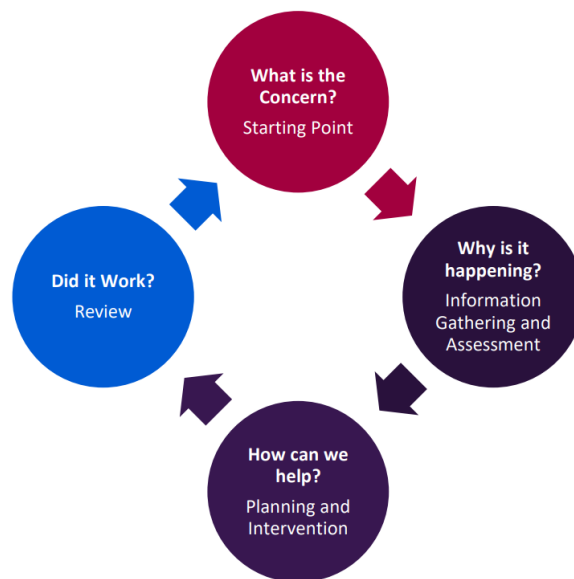 What is the
Concern?
Starting Point
Why is it
happening?
Information
Gathering and
Assessment
How can we
help?
Planning and
Intervention
Did it Work?
Review